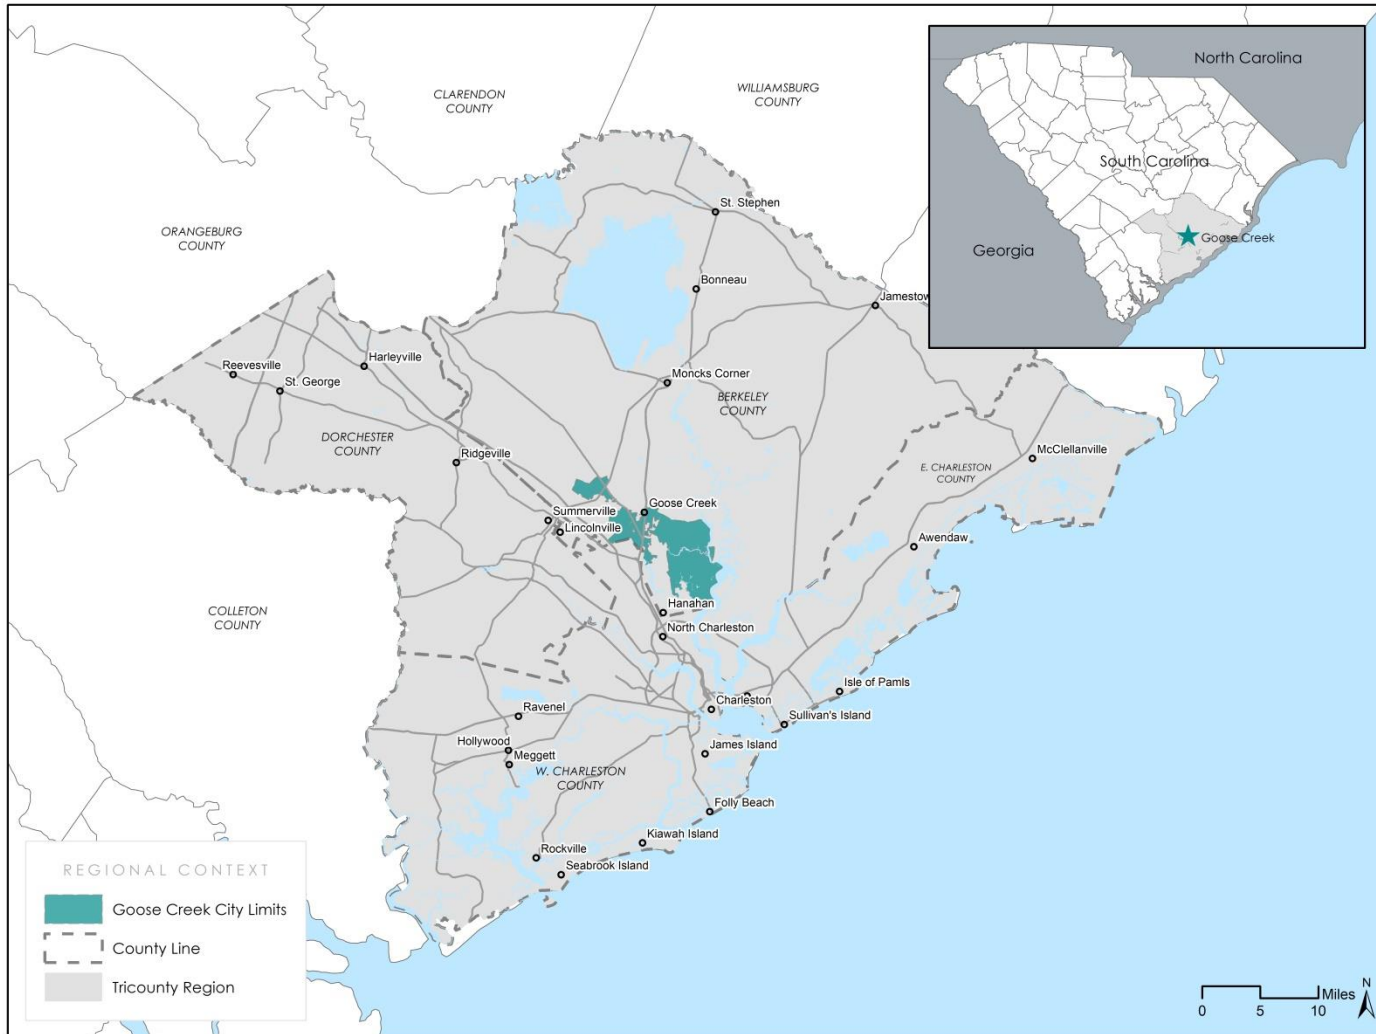 CLARENDON
COUNTY
WILLIAMSBURG
COUNTY
North Carolina
South Carolina
Georgia
Goose Creek
ORANGEBURG
COUNTY
St. Stephen
Bonneau
Jamestow
Reevesville
Harleyville
St. George
Moncks Corner
BERKELEY
COUNTY
DORCHESTER
COUNTY
Ridgeville
McClellanville
E. CHARLESTON
COUNTY
Goose Creek
Summerville
Lincolnville
Awendaw
COLLETON
COUNTY
Hanahan
North Charleston
Isle of Pamls
Charleston
Sullivan's Island
Ravenel
Hollywood
Meggett
James Island
W. CHARLESTON
COUNTY
Folly Beach
Kiawah Island
Rockville
Seabrook Island
REGIONAL CONTEXT
Goose Creek City Limits
County Line
Tricounty Region
Miles
0 5 10
N